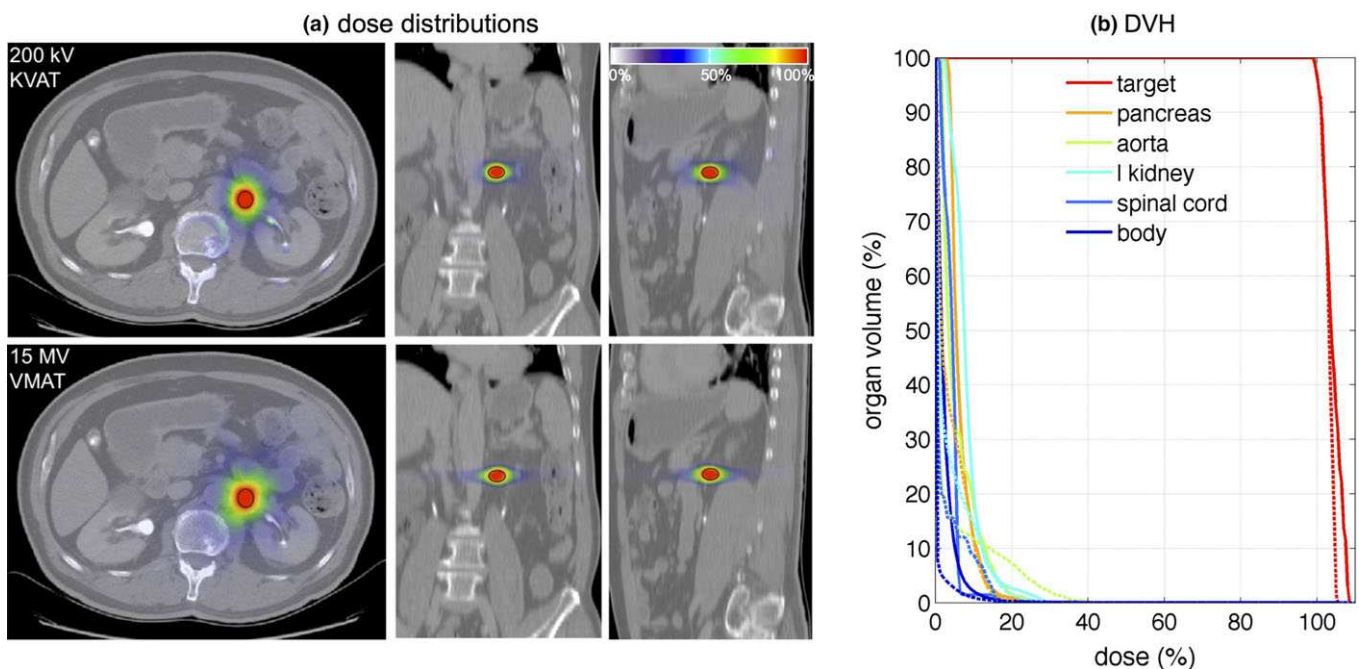 (a) dose distributions
200 kV
KVAT
0% 50% 100%
15 MV
VMAT
(b) DVH
organ volume (%)
100
90
80
70
60
50
40
30
20
10
0
target
pancreas
aorta
l kidney
spinal cord
body
0 20 40 60 80 100
dose (%)